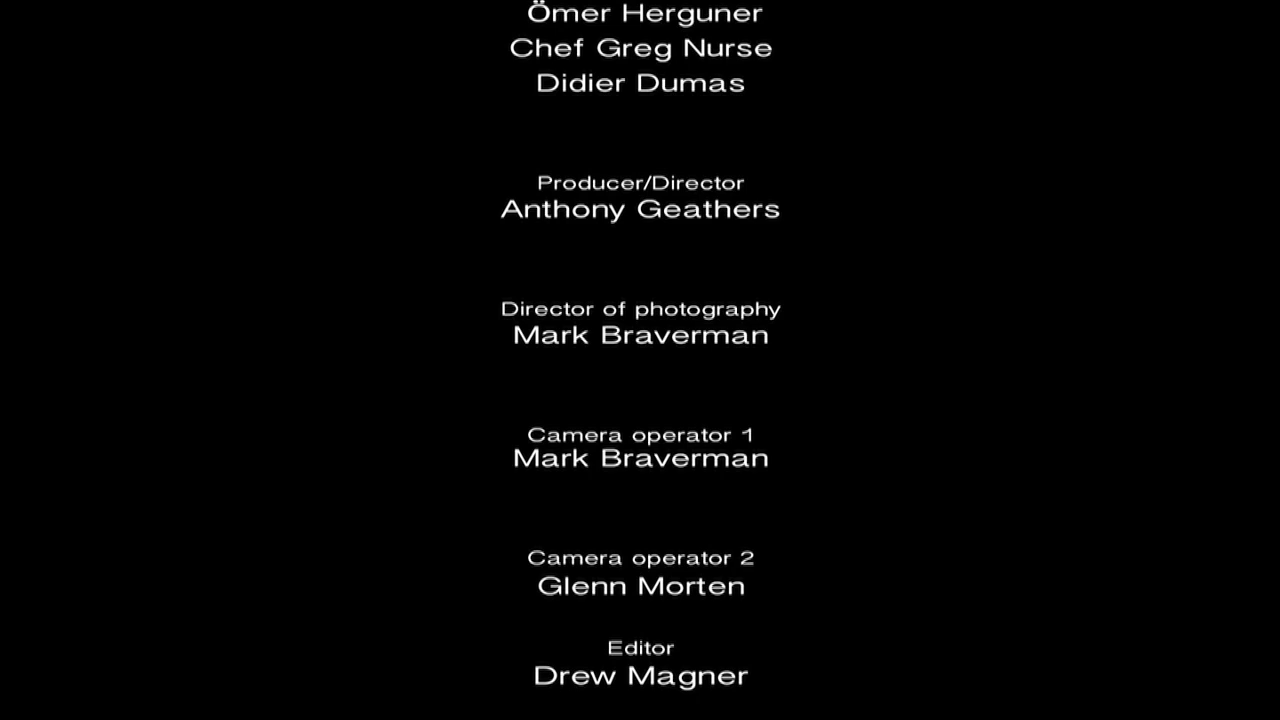 Ömer Herguner
Chef Greg Nurse
Didier Dumas
Producer/Director
Anthony Geathers
Director of photography
Mark Braverman
Camera operator 1
Mark Braverman
Camera operator 2
Glenn Morten
Editor
Drew Magner